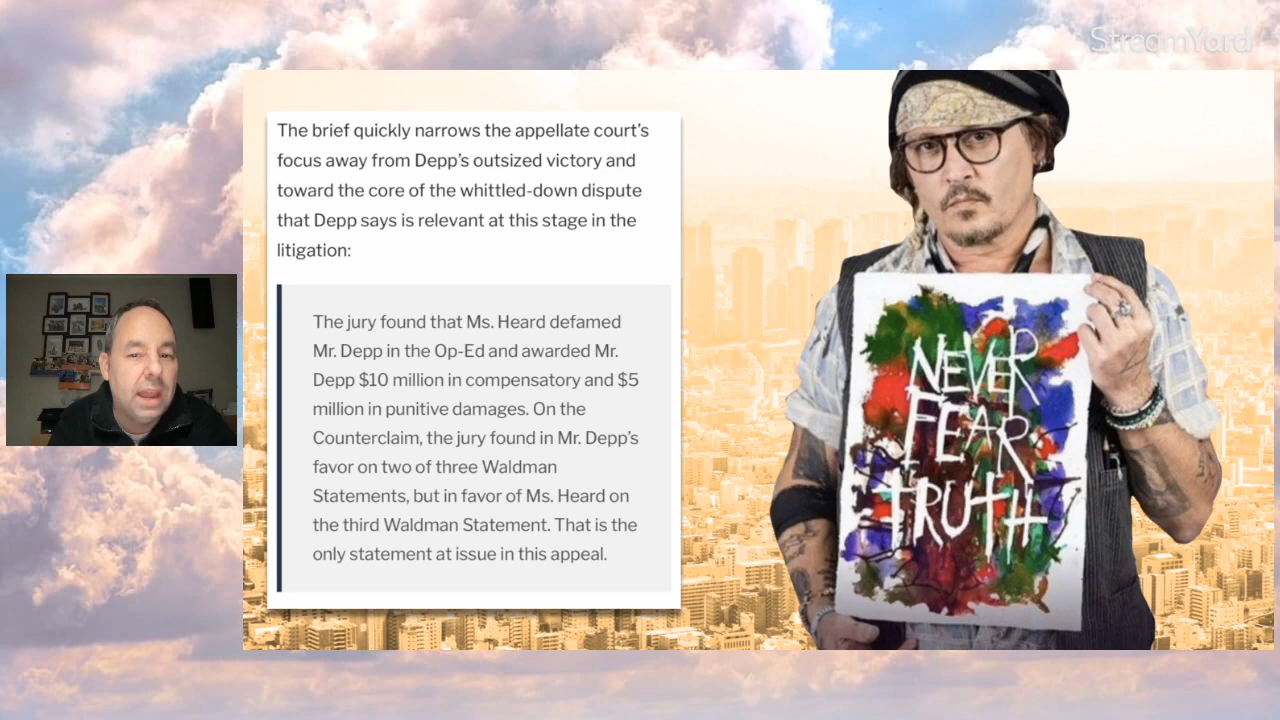 StreamYard
The brief quickly narrows the appellate court’s
focus away from Depp’s outsized victory and
toward the core of the whittled-down dispute
that Depp says is relevant at this stage in the
litigation:
The jury found that Ms. Heard defamed
Mr. Depp in the Op-Ed and awarded Mr.
Depp $10 million in compensatory and $5
million in punitive damages. On the
Counterclaim, the jury found in Mr. Depp’s
favor on two of three Waldman
Statements, but in favor of Ms. Heard on
the third Waldman Statement. That is the
only statement at issue in this appeal.
NEVER
FEAR
TRUTH